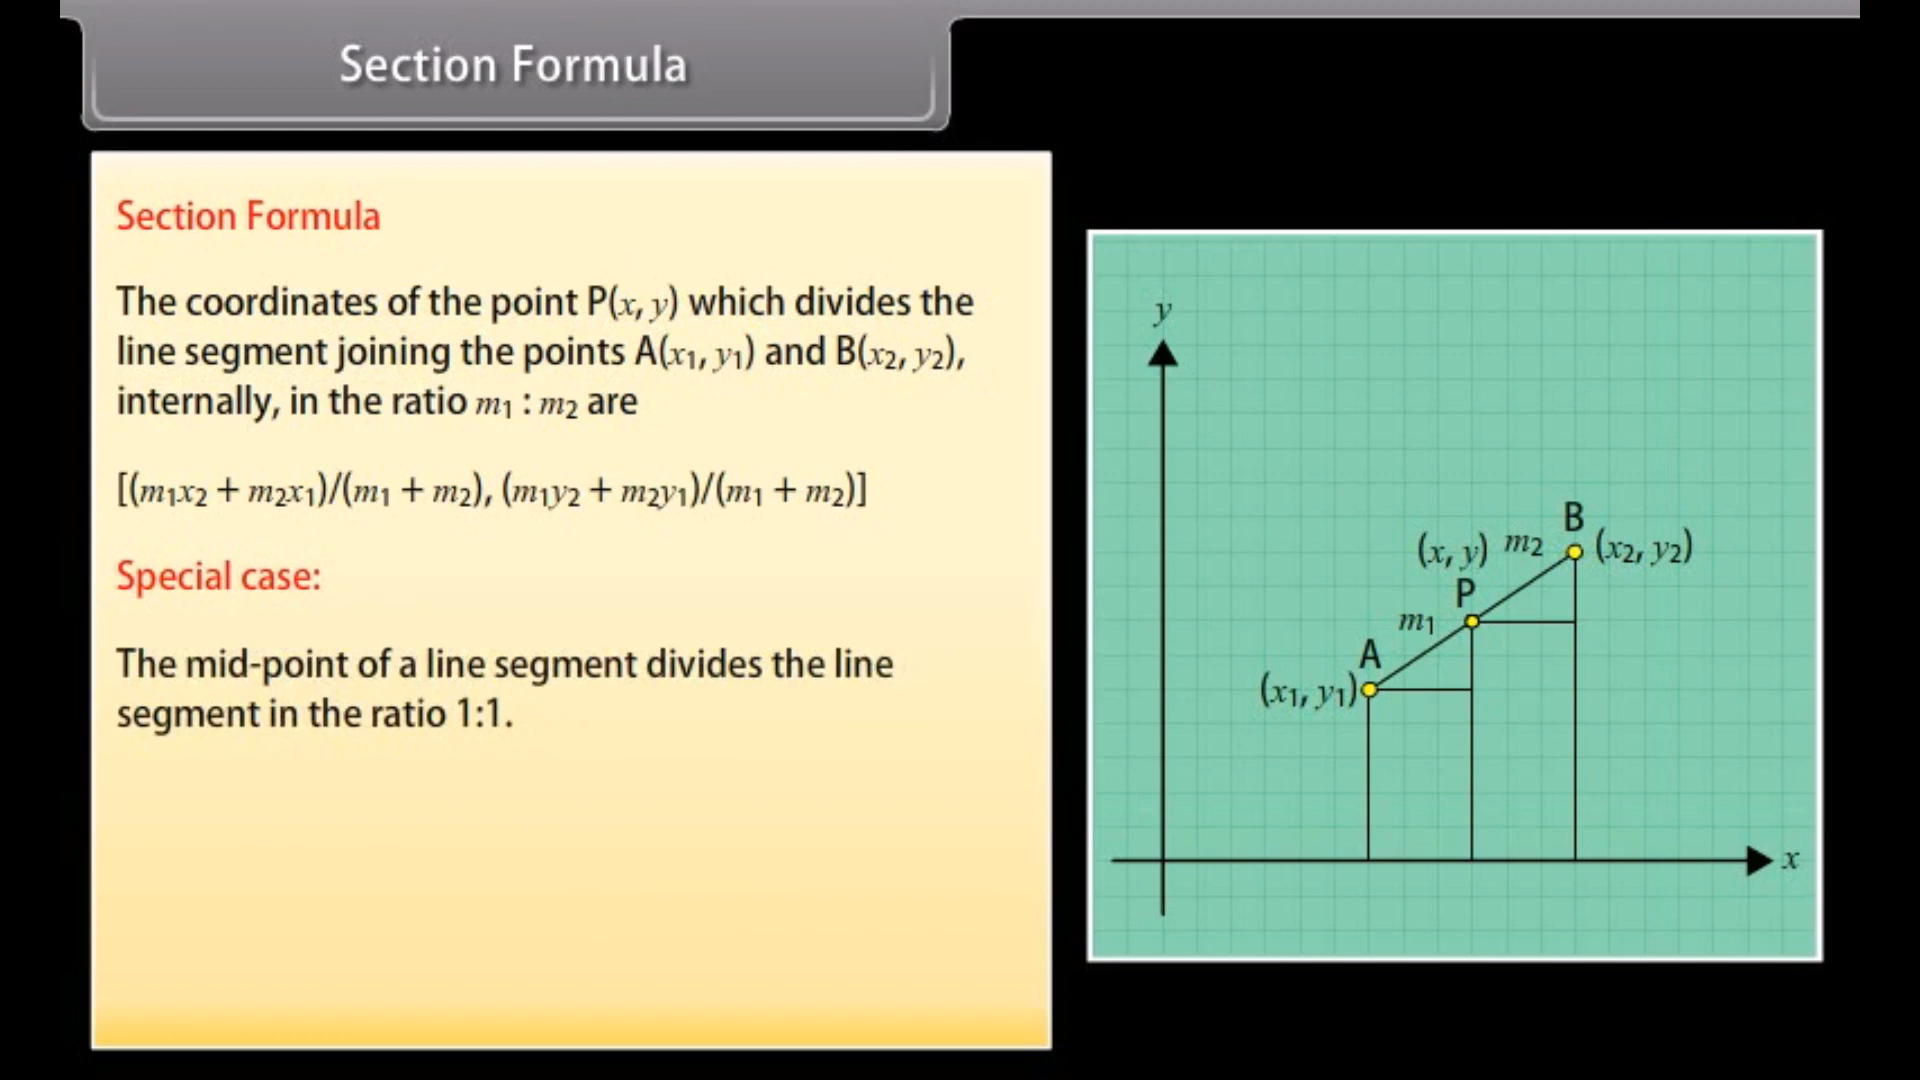 Section Formula
Section Formula
The coordinates of the point P(x, y) which divides the
line segment joining the points A(x₁, y₁) and B(x₂, y₂),
internally, in the ratio m₁ : m₂ are
[(m₁x₂ + m₂x₁)/(m₁ + m₂), (m₁y₂ + m₂y₁)/(m₁ + m₂)]
Special case:
The mid-point of a line segment divides the line
segment in the ratio 1:1.
y
B
(x, y) m₂ (x₂, y₂)
P
m₁
A
(x₁, y₁)
x